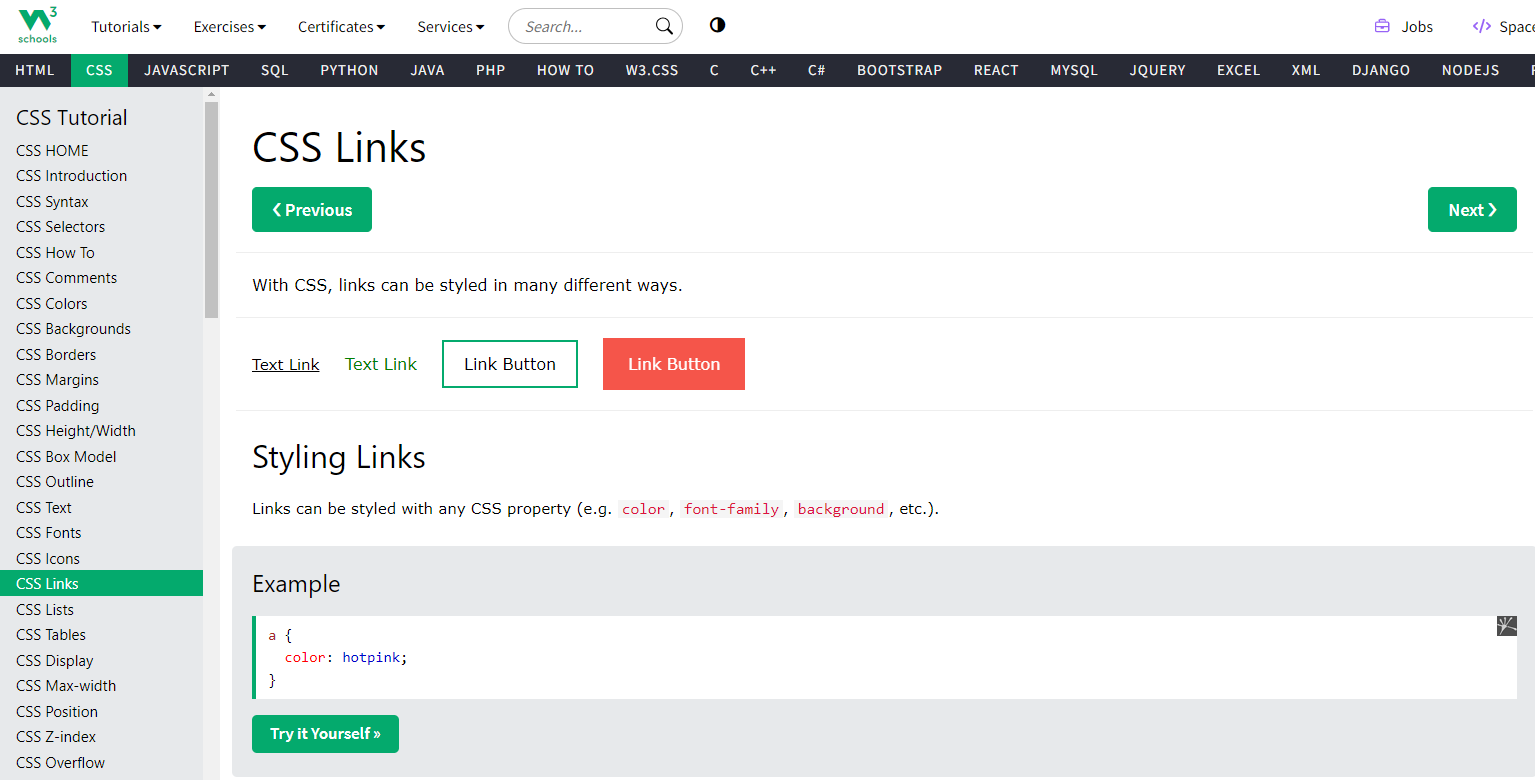 3
schools
Tutorials Exercises Certificates Services Search... Jobs </> Space
HTML CSS JAVASCRIPT SQL PYTHON JAVA PHP HOW TO W3.CSS C C++ C# BOOTSTRAP REACT MYSQL JQUERY EXCEL XML DJANGO NODEJS
CSS Tutorial
CSS HOME
CSS Introduction
CSS Syntax
CSS Selectors
CSS How To
CSS Comments
CSS Colors
CSS Backgrounds
CSS Borders
CSS Margins
CSS Padding
CSS Height/Width
CSS Box Model
CSS Outline
CSS Text
CSS Fonts
CSS Icons
CSS Links
CSS Lists
CSS Tables
CSS Display
CSS Max-width
CSS Position
CSS Z-index
CSS Overflow
CSS Links
❮ Previous Next ❯
With CSS, links can be styled in many different ways.
Text Link Text Link Link Button Link Button
Styling Links
Links can be styled with any CSS property (e.g. color, font-family, background, etc.).
Example
a {
  color: hotpink;
}
Try it Yourself »